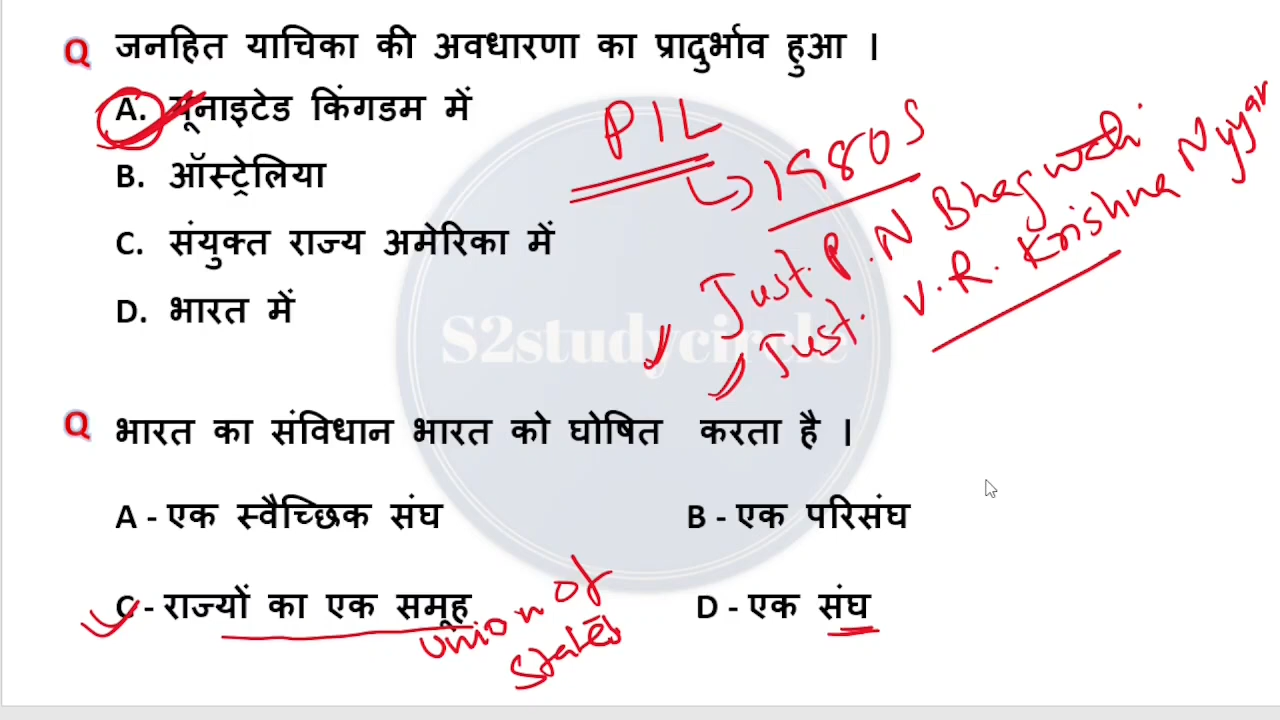 Q जनहित याचिका की अवधारणा का प्रादुर्भाव हुआ ।
A. यूनाइटेड किंगडम में
B. ऑस्ट्रेलिया
C. संयुक्त राज्य अमेरिका में
D. भारत में
PIL
1980s
Just. P.N Bhagwati
Just. V.R. Krishna Nyyar
S2studycircle
Q भारत का संविधान भारत को घोषित करता है ।
A - एक स्वैच्छिक संघ B - एक परिसंघ
C - राज्यों का एक समूह D - एक संघ
union of
states